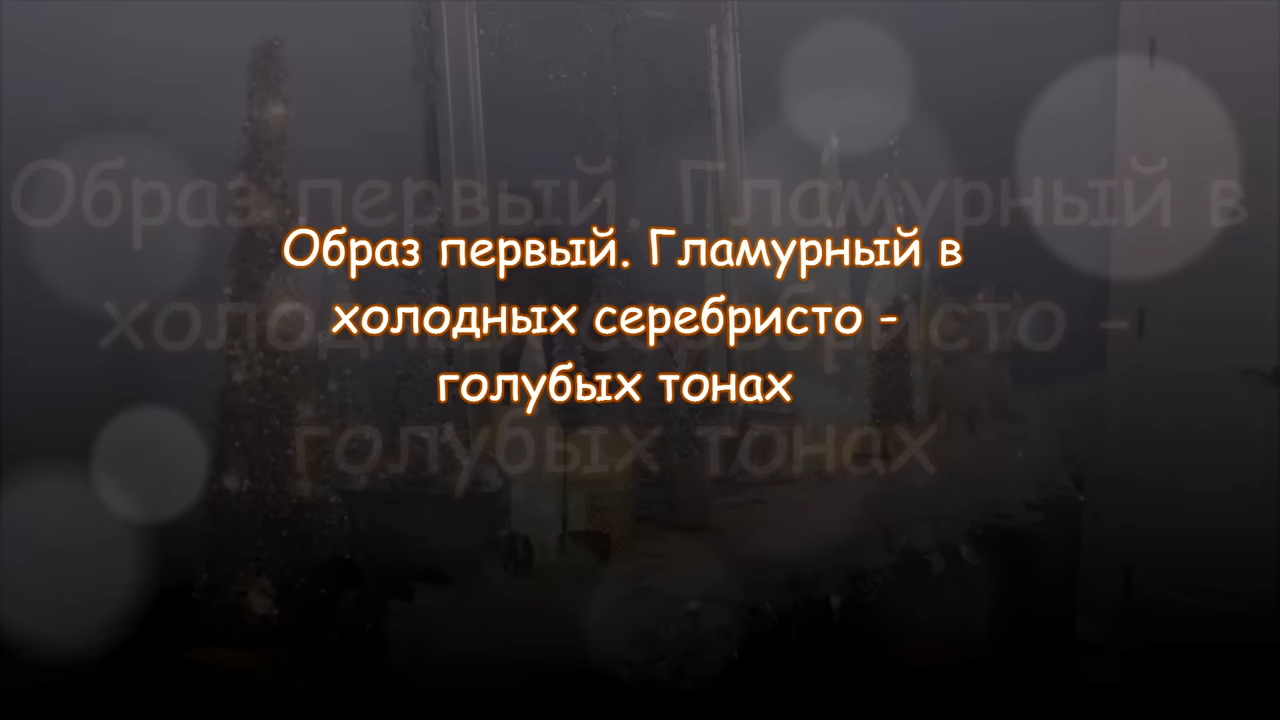 Образ первый. Гламурный в
холодных серебристо -
голубых тонах